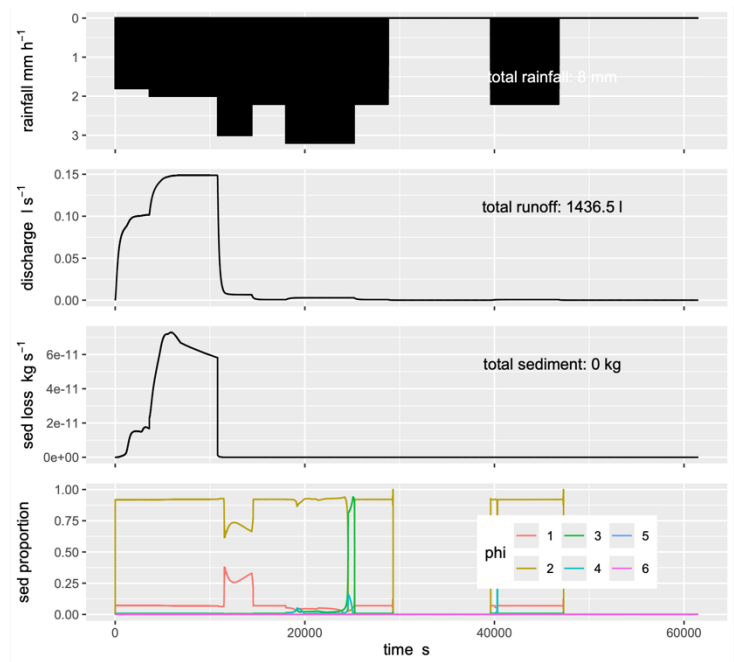 rainfall mm h⁻¹
0
1
2
3
total rainfall: 8 mm
discharge l s⁻¹
0.15
0.10
0.05
0.00
total runoff: 1436.5 l
sed loss kg s⁻¹
6e-11
4e-11
2e-11
0e+00
total sediment: 0 kg
sed proportion
1.00
0.75
0.50
0.25
0.00
phi
1 3 5
2 4 6
0 20000 40000 60000
time s